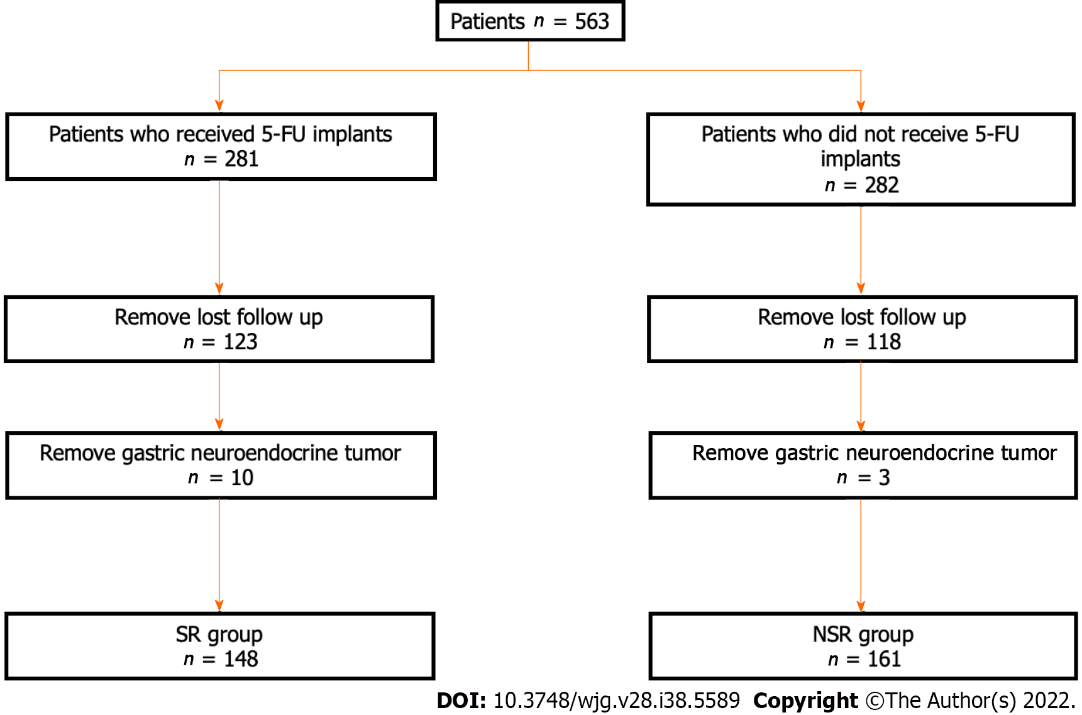 Patients n = 563
Patients who received 5-FU implants
n = 281
Patients who did not receive 5-FU
implants
n = 282
Remove lost follow up
n = 123
Remove lost follow up
n = 118
Remove gastric neuroendocrine tumor
n = 10
Remove gastric neuroendocrine tumor
n = 3
SR group
n = 148
NSR group
n = 161
DOI: 10.3748/wjg.v28.i38.5589 Copyright ©The Author(s) 2022.